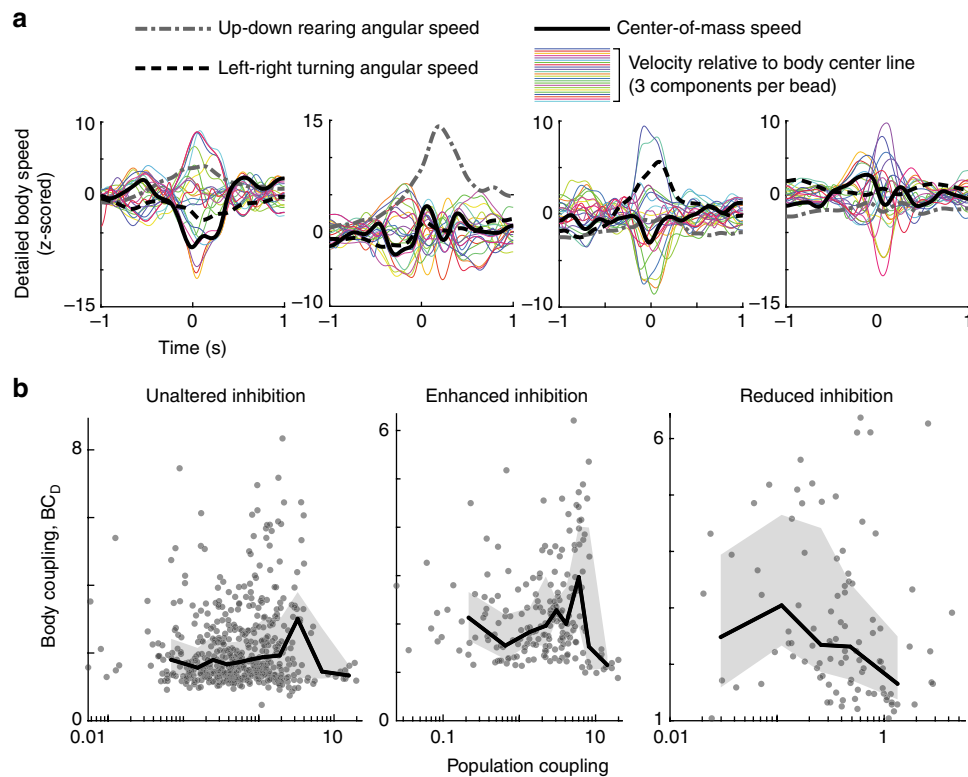 a
Up-down rearing angular speed
Center-of-mass speed
Left-right turning angular speed
Velocity relative to body center line
(3 components per bead)
Detailed body speed
(z-scored)
10
0
−15
−1 0 1
15
0
−10
−1 0 1
10
0
−10
−1 0 1
10
0
−15
−1 0 1
Time (s)
b
Unaltered inhibition
Enhanced inhibition
Reduced inhibition
Body coupling, BC_D
8
0
0.01 10
6
0
0.01 10
6
1
0.01 1
Population coupling